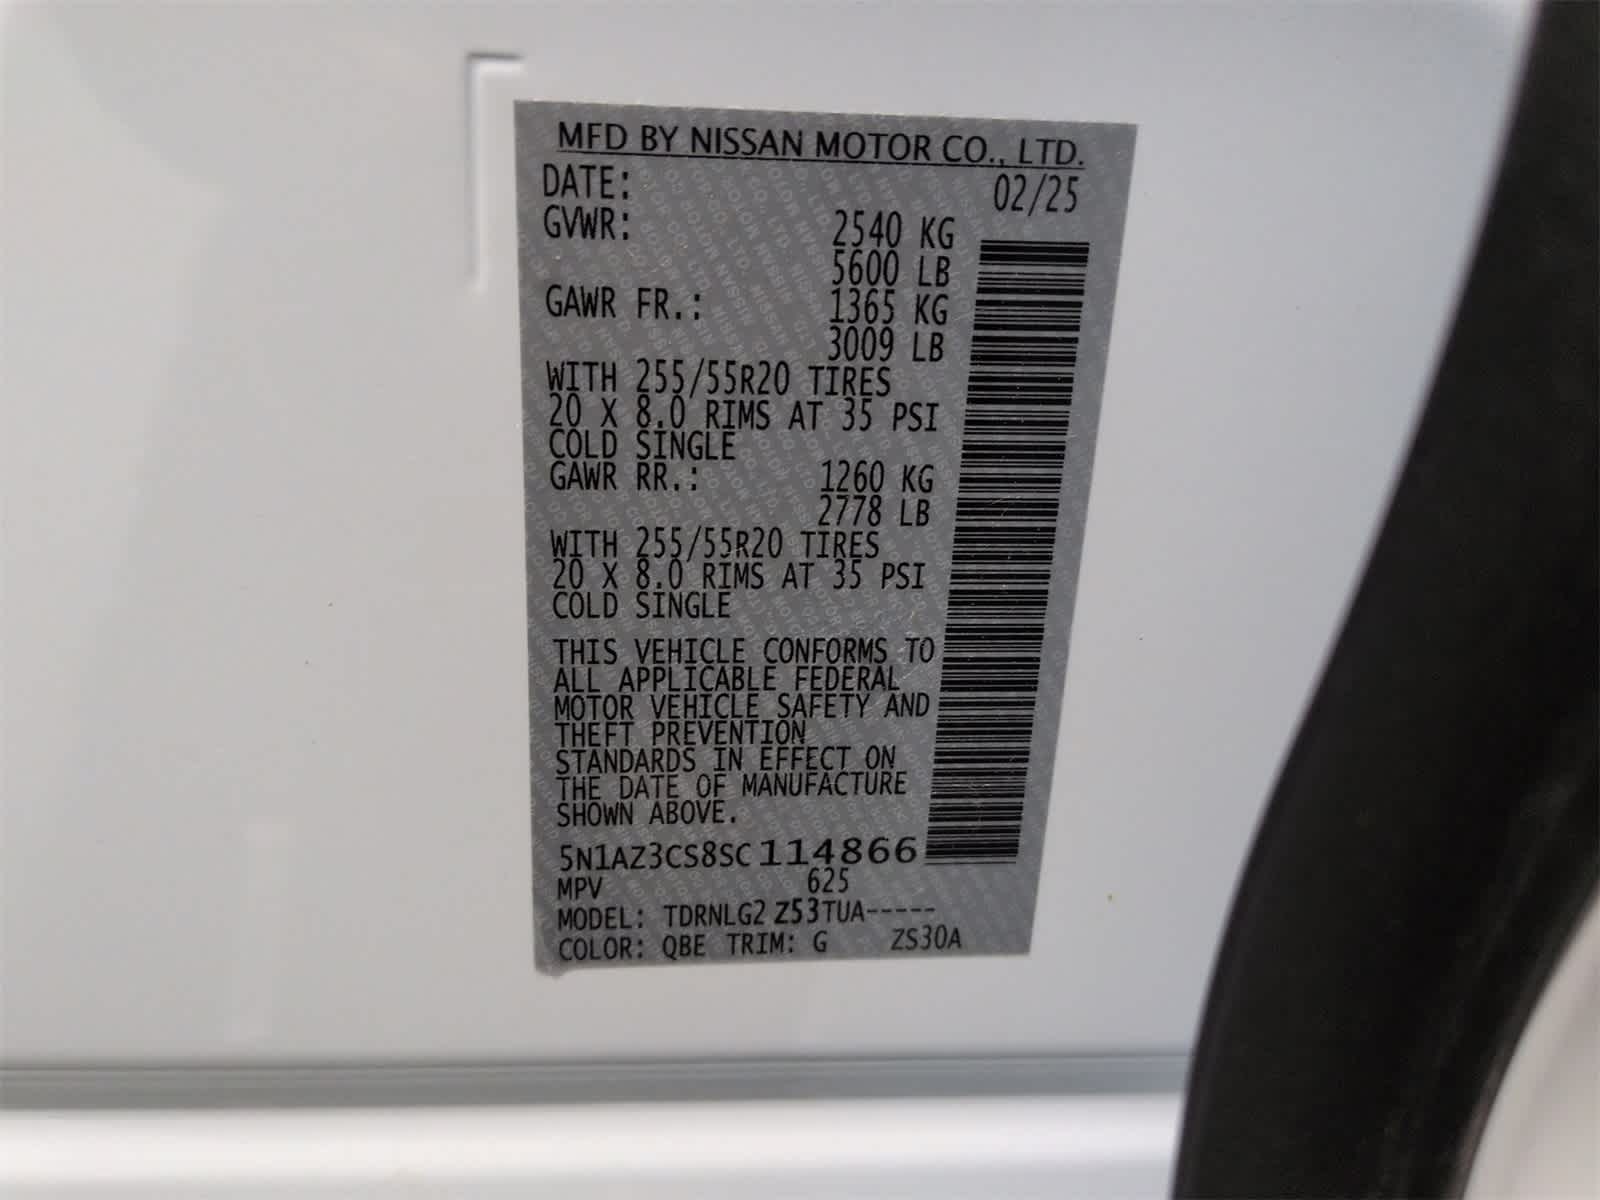 MFD BY NISSAN MOTOR CO., LTD.
DATE: 02/25
GVWR: 2540 KG
5600 LB
GAWR FR.: 1365 KG
3009 LB
WITH 255/55R20 TIRES
20 X 8.0 RIMS AT 35 PSI
COLD SINGLE
GAWR RR.: 1260 KG
2778 LB
WITH 255/55R20 TIRES
20 X 8.0 RIMS AT 35 PSI
COLD SINGLE
THIS VEHICLE CONFORMS TO
ALL APPLICABLE FEDERAL
MOTOR VEHICLE SAFETY AND
THEFT PREVENTION
STANDARDS IN EFFECT ON
THE DATE OF MANUFACTURE
SHOWN ABOVE.
5N1AZ3CS8SC114866
MPV 625
MODEL: TDRNLG2 Z53TUA-----
COLOR: QBE TRIM: G ZS30A